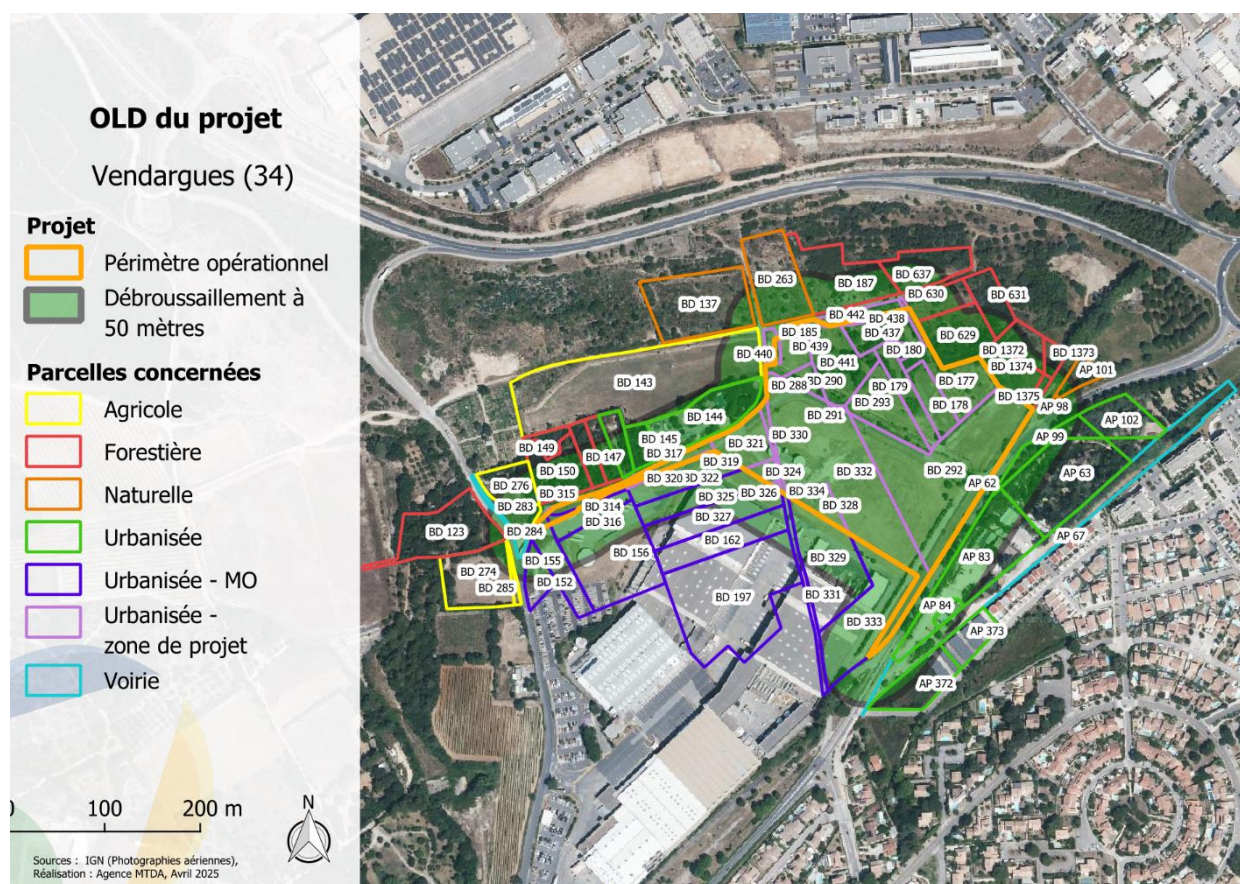 OLD du projet
Vendargues (34)
Projet
Périmètre opérationnel
Débroussaillement à
50 mètres
Parcelles concernées
Agricole
Forestière
Naturelle
Urbanisée
Urbanisée - MO
Urbanisée -
zone de projet
Voirie
0 100 200 m
N
Sources : IGN (Photographies aériennes),
Réalisation : Agence MTDA, Avril 2025
BD 263
BD 637
BD 187
BD 137
BD 630
BD 631
BD 442
BD 438
BD 185
BD 437
BD 629
BD 439
BD 440
BD 180
BD 1372
BD 1373
BD 441
BD 1374
AP 101
BD 143
BD 288
BD 290
BD 179
BD 177
BD 293
BD 178
BD 1375
AP 98
BD 144
BD 291
AP 102
BD 145
BD 330
AP 99
BD 149
BD 317
BD 321
BD 147
BD 319
BD 150
BD 324
BD 332
BD 292
AP 63
BD 276
BD 320
BD 322
AP 62
BD 315
BD 325
BD 326
BD 334
BD 283
BD 314
BD 328
BD 316
BD 327
BD 123
BD 284
BD 162
AP 67
BD 156
BD 155
BD 329
AP 83
BD 274
BD 152
BD 285
BD 197
BD 331
AP 84
BD 333
AP 373
AP 372